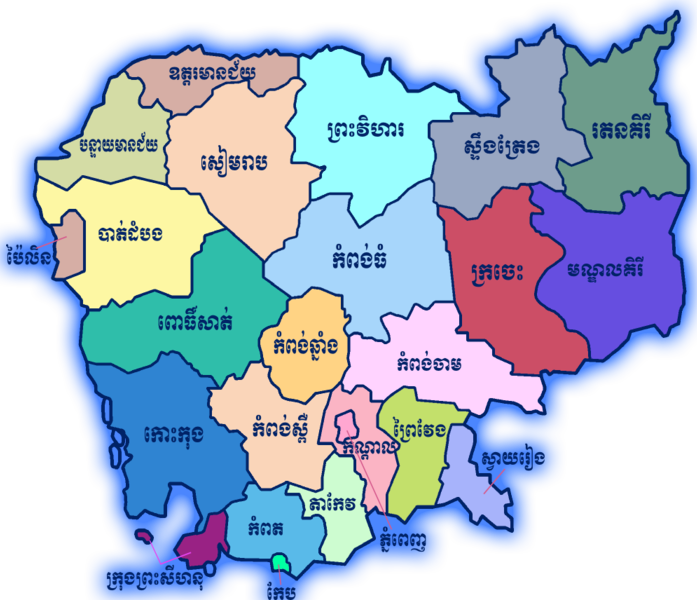 ឧត្តរមានជ័យ
បន្ទាយមានជ័យ
សៀមរាប
ព្រះវិហារ
ស្ទឹងត្រែង
រតនគិរី
បាត់ដំបង
ប៉ៃលិន
កំពង់ធំ
ក្រចេះ
មណ្ឌលគិរី
ពោធិ៍សាត់
កំពង់ឆ្នាំង
កំពង់ចាម
កោះកុង
កំពង់ស្ពឺ
កណ្តាល
ព្រៃវែង
ស្វាយរៀង
តាកែវ
កំពត
ភ្នំពេញ
ក្រុងព្រះសីហនុ
កែប